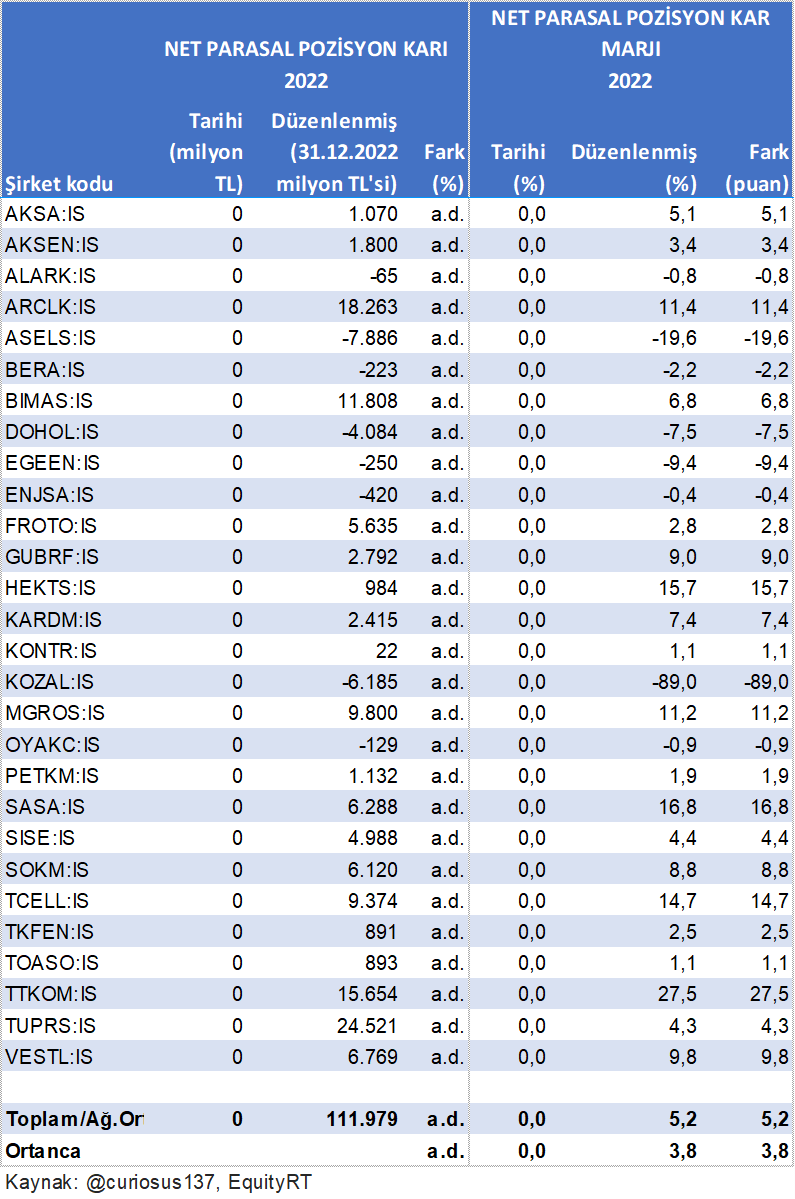 NET PARASAL POZİSYON KARI
2022
NET PARASAL POZİSYON KAR
MARJI
2022
Şirket kodu
Tarihi
(milyon
TL)
Düzenlenmiş
(31.12.2022
milyon TL'si)
Fark
(%)
Tarihi
(%)
Düzenlenmiş
(%)
Fark
(puan)
AKSA:IS 0 1.070 a.d. 0,0 5,1 5,1
AKSEN:IS 0 1.800 a.d. 0,0 3,4 3,4
ALARK:IS 0 -65 a.d. 0,0 -0,8 -0,8
ARCLK:IS 0 18.263 a.d. 0,0 11,4 11,4
ASELS:IS 0 -7.886 a.d. 0,0 -19,6 -19,6
BERA:IS 0 -223 a.d. 0,0 -2,2 -2,2
BIMAS:IS 0 11.808 a.d. 0,0 6,8 6,8
DOHOL:IS 0 -4.084 a.d. 0,0 -7,5 -7,5
EGEEN:IS 0 -250 a.d. 0,0 -9,4 -9,4
ENJSA:IS 0 -420 a.d. 0,0 -0,4 -0,4
FROTO:IS 0 5.635 a.d. 0,0 2,8 2,8
GUBRF:IS 0 2.792 a.d. 0,0 9,0 9,0
HEKTS:IS 0 984 a.d. 0,0 15,7 15,7
KARDM:IS 0 2.415 a.d. 0,0 7,4 7,4
KONTR:IS 0 22 a.d. 0,0 1,1 1,1
KOZAL:IS 0 -6.185 a.d. 0,0 -89,0 -89,0
MGROS:IS 0 9.800 a.d. 0,0 11,2 11,2
OYAKC:IS 0 -129 a.d. 0,0 -0,9 -0,9
PETKM:IS 0 1.132 a.d. 0,0 1,9 1,9
SASA:IS 0 6.288 a.d. 0,0 16,8 16,8
SISE:IS 0 4.988 a.d. 0,0 4,4 4,4
SOKM:IS 0 6.120 a.d. 0,0 8,8 8,8
TCELL:IS 0 9.374 a.d. 0,0 14,7 14,7
TKFEN:IS 0 891 a.d. 0,0 2,5 2,5
TOASO:IS 0 893 a.d. 0,0 1,1 1,1
TTKOM:IS 0 15.654 a.d. 0,0 27,5 27,5
TUPRS:IS 0 24.521 a.d. 0,0 4,3 4,3
VESTL:IS 0 6.769 a.d. 0,0 9,8 9,8
Toplam/Ağ.Ort 0 111.979 a.d. 0,0 5,2 5,2
Ortanca a.d. 0,0 3,8 3,8
Kaynak: @curiosus137, EquityRT